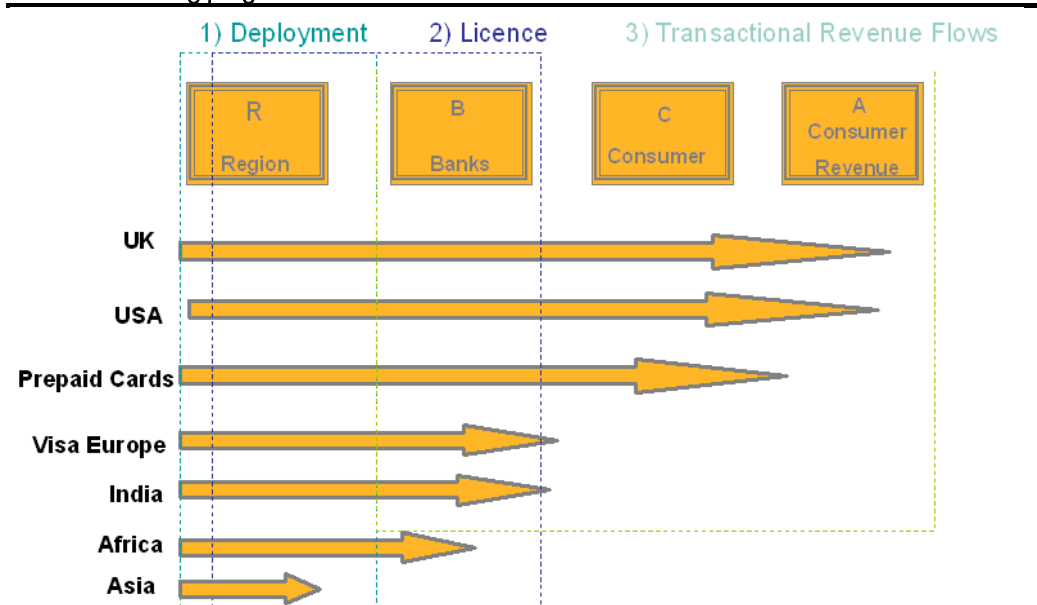 1) Deployment 2) Licence 3) Transactional Revenue Flows
R
Region
B
Banks
C
Consumer
A
Consumer
Revenue
UK
USA
Prepaid Cards
Visa Europe
India
Africa
Asia